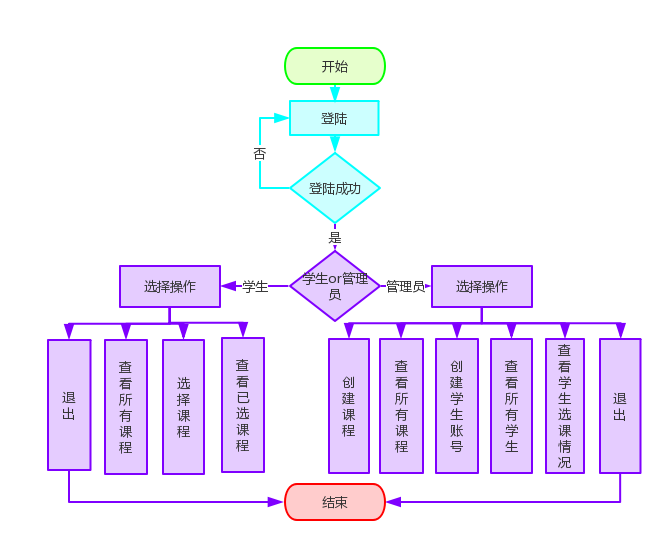 开始
登陆
否
登陆成功
是
学生or管理
员
选择操作
学生
管理员
选择操作
退出
查看所有课程
选择课程
查看已选课程
创建课程
查看所有课程
创建学生账号
查看所有学生
查看学生选课情况
退出
结束